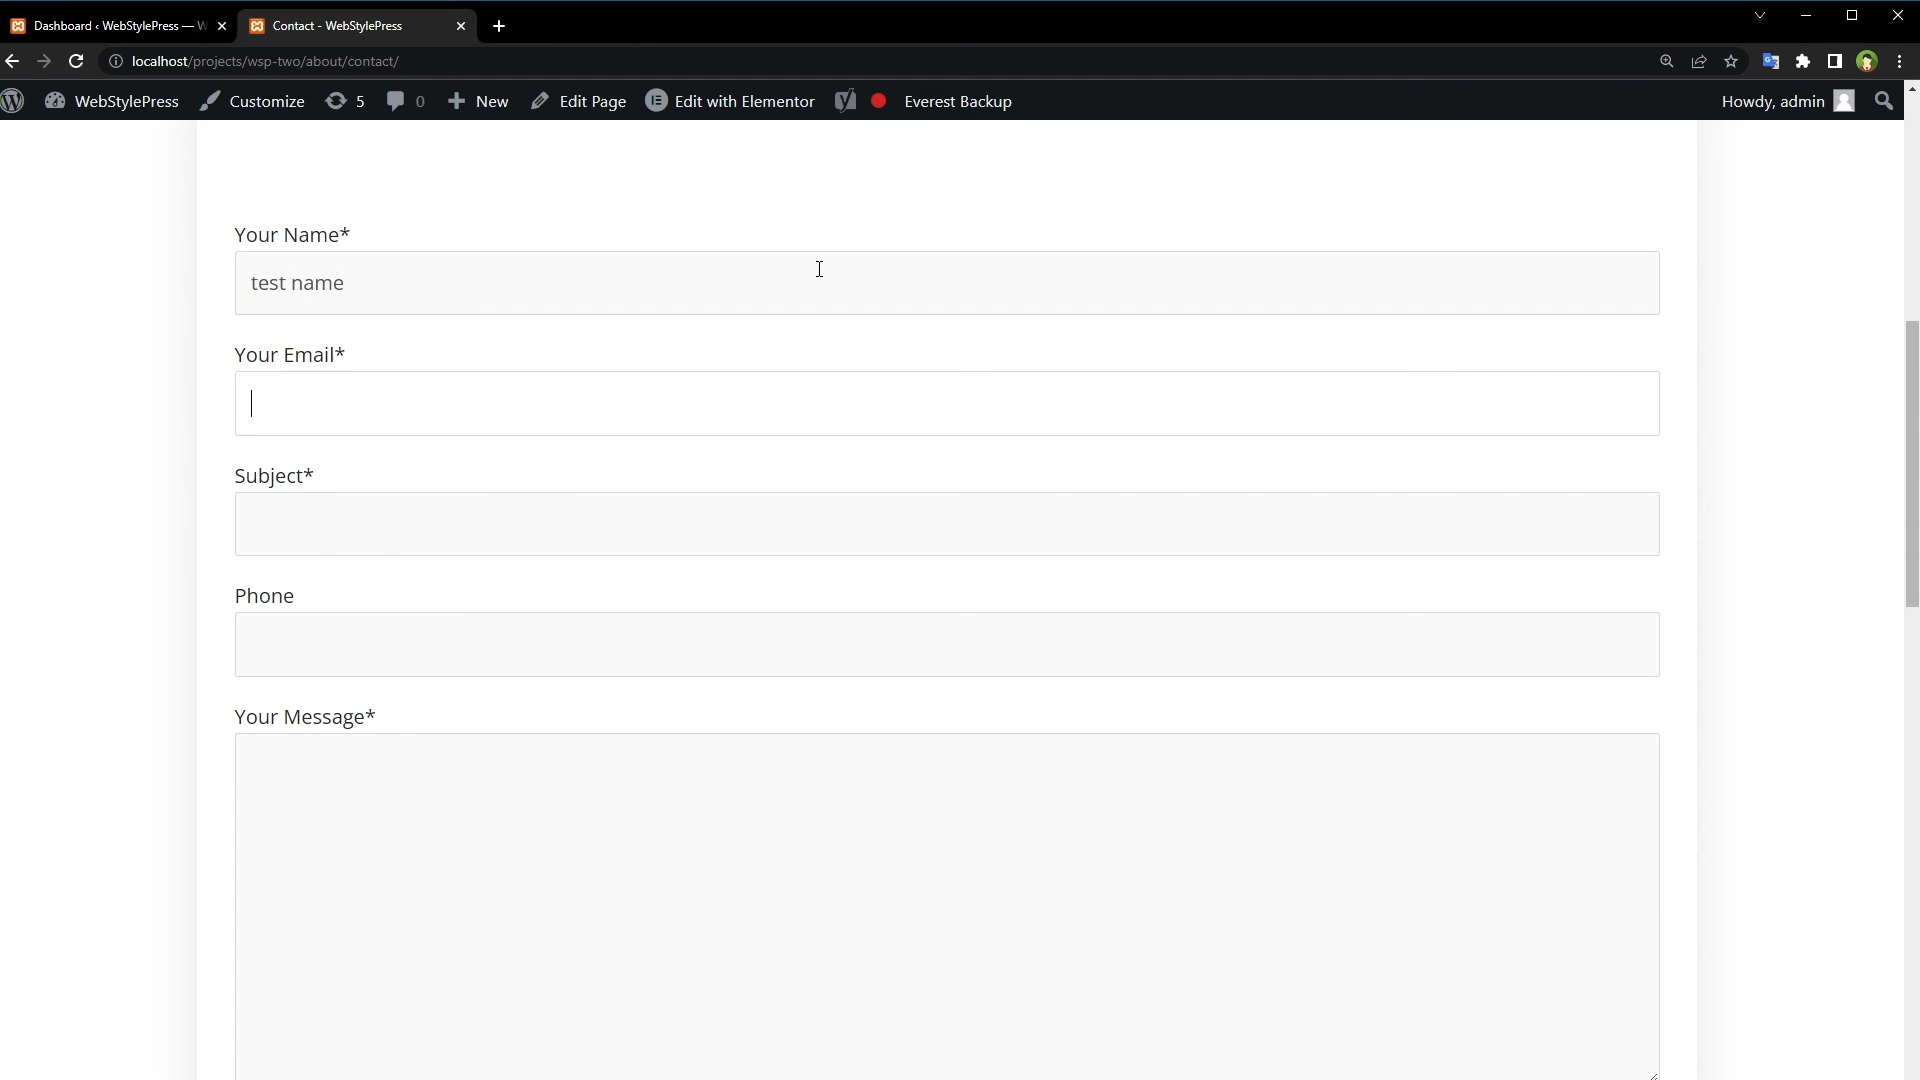 Dashboard ‹ WebStylePress — W
Contact - WebStylePress
localhost/projects/wsp-two/about/contact/
WebStylePress Customize 5 0 New Edit Page Edit with Elementor Everest Backup Howdy, admin
Your Name*
test name
Your Email*
Subject*
Phone
Your Message*